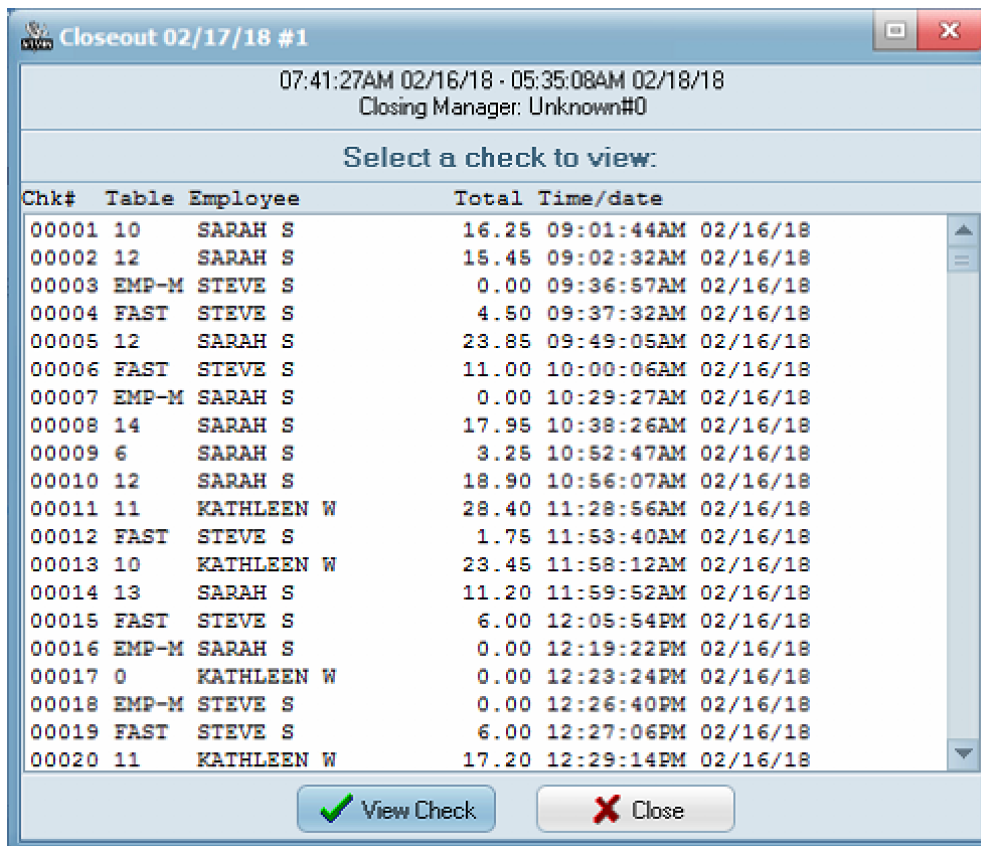 Closeout 02/17/18 #1
07:41:27AM 02/16/18 - 05:35:08AM 02/18/18
Closing Manager: Unknown#0
Select a check to view:
Chk# Table Employee Total Time/date
00001 10 SARAH S 16.25 09:01:44AM 02/16/18
00002 12 SARAH S 15.45 09:02:32AM 02/16/18
00003 EMP-M STEVE S 0.00 09:36:57AM 02/16/18
00004 FAST STEVE S 4.50 09:37:32AM 02/16/18
00005 12 SARAH S 23.85 09:49:05AM 02/16/18
00006 FAST STEVE S 11.00 10:00:06AM 02/16/18
00007 EMP-M SARAH S 0.00 10:29:27AM 02/16/18
00008 14 SARAH S 17.95 10:38:26AM 02/16/18
00009 6 SARAH S 3.25 10:52:47AM 02/16/18
00010 12 SARAH S 18.90 10:56:07AM 02/16/18
00011 11 KATHLEEN W 28.40 11:28:56AM 02/16/18
00012 FAST STEVE S 1.75 11:53:40AM 02/16/18
00013 10 KATHLEEN W 23.45 11:58:12AM 02/16/18
00014 13 SARAH S 11.20 11:59:52AM 02/16/18
00015 FAST STEVE S 6.00 12:05:54PM 02/16/18
00016 EMP-M SARAH S 0.00 12:19:22PM 02/16/18
00017 0 KATHLEEN W 0.00 12:23:24PM 02/16/18
00018 EMP-M STEVE S 0.00 12:26:40PM 02/16/18
00019 FAST STEVE S 6.00 12:27:06PM 02/16/18
00020 11 KATHLEEN W 17.20 12:29:14PM 02/16/18
View Check Close